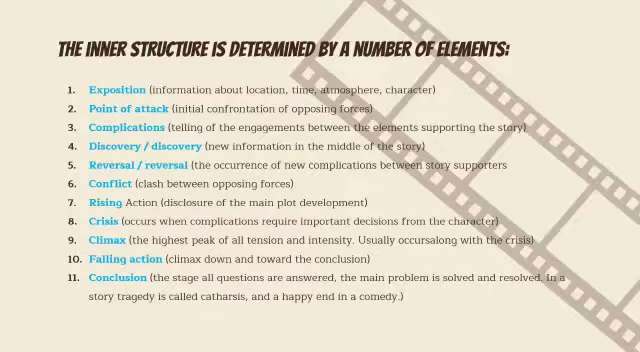 THE INNER STRUCTURE IS DETERMINED BY A NUMBER OF ELEMENTS:
1. Exposition (information about location, time, atmosphere, character)
2. Point of attack (initial confrontation of opposing forces)
3. Complications (telling of the engagements between the elements supporting the story)
4. Discovery / discovery (new information in the middle of the story)
5. Reversal / reversal (the occurrence of new complications between story supporters
6. Conflict (clash between opposing forces)
7. Rising Action (disclosure of the main plot development)
8. Crisis (occurs when complications require important decisions from the character)
9. Climax (the highest peak of all tension and intensity. Usually occursalong with the crisis)
10. Falling action (climax down and toward the conclusion)
11. Conclusion (the stage all questions are answered, the main problem is solved and resolved. In a
story tragedy is called catharsis, and a happy end in a comedy.)